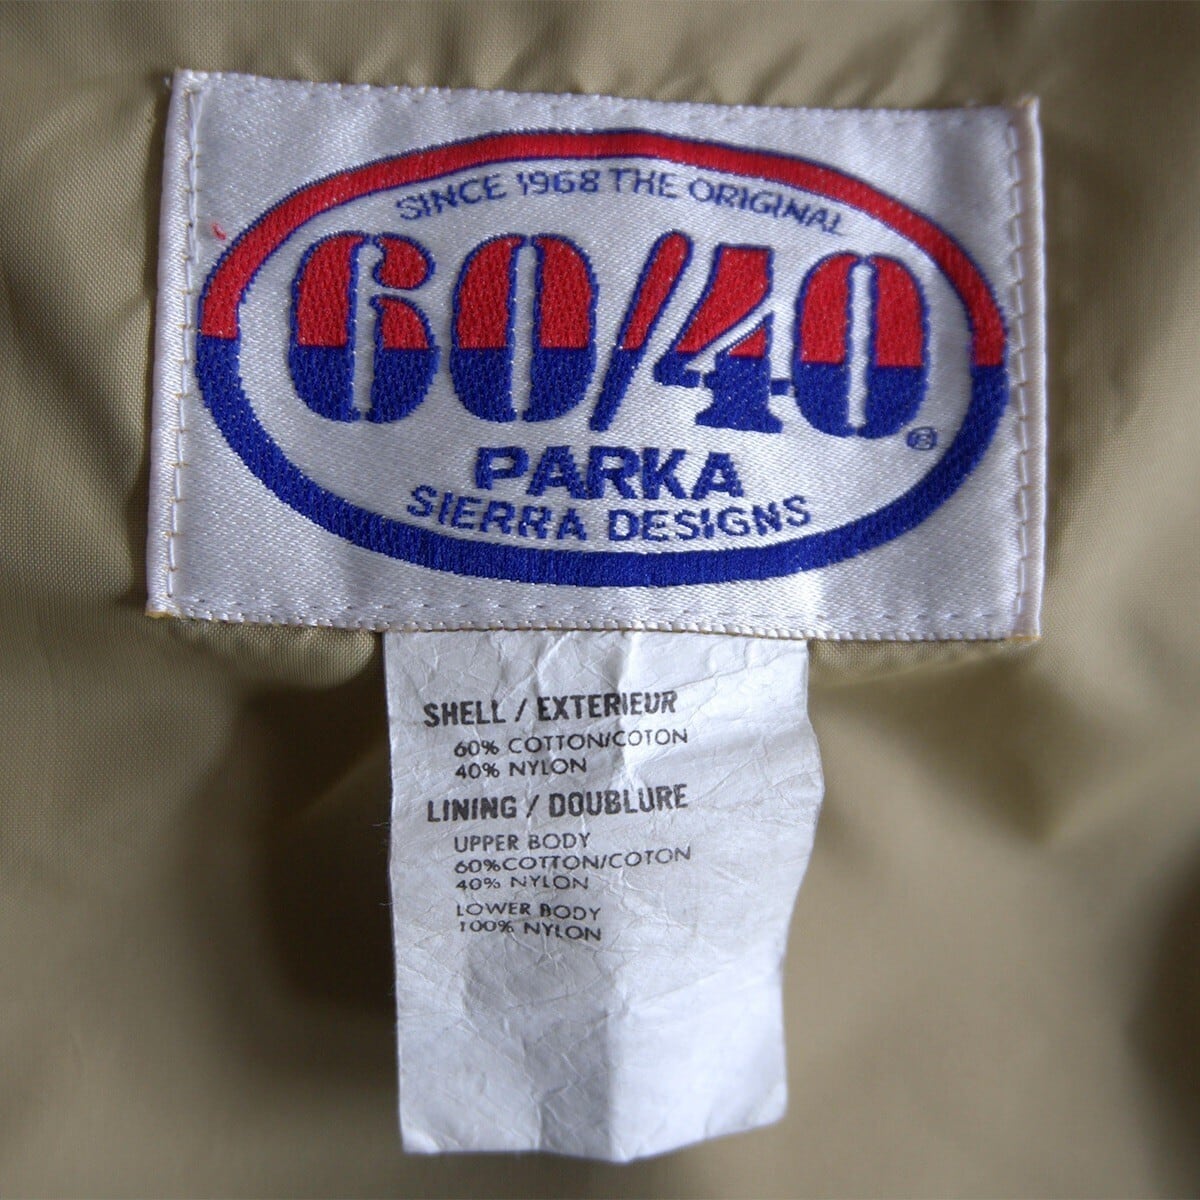 SINCE 1968 THE ORIGINAL
60/40®
PARKA
SIERRA DESIGNS
SHELL / EXTERIEUR
60% COTTON/COTON
40% NYLON
LINING / DOUBLURE
UPPER BODY
60%COTTON/COTON
40% NYLON
LOWER BODY
100% NYLON